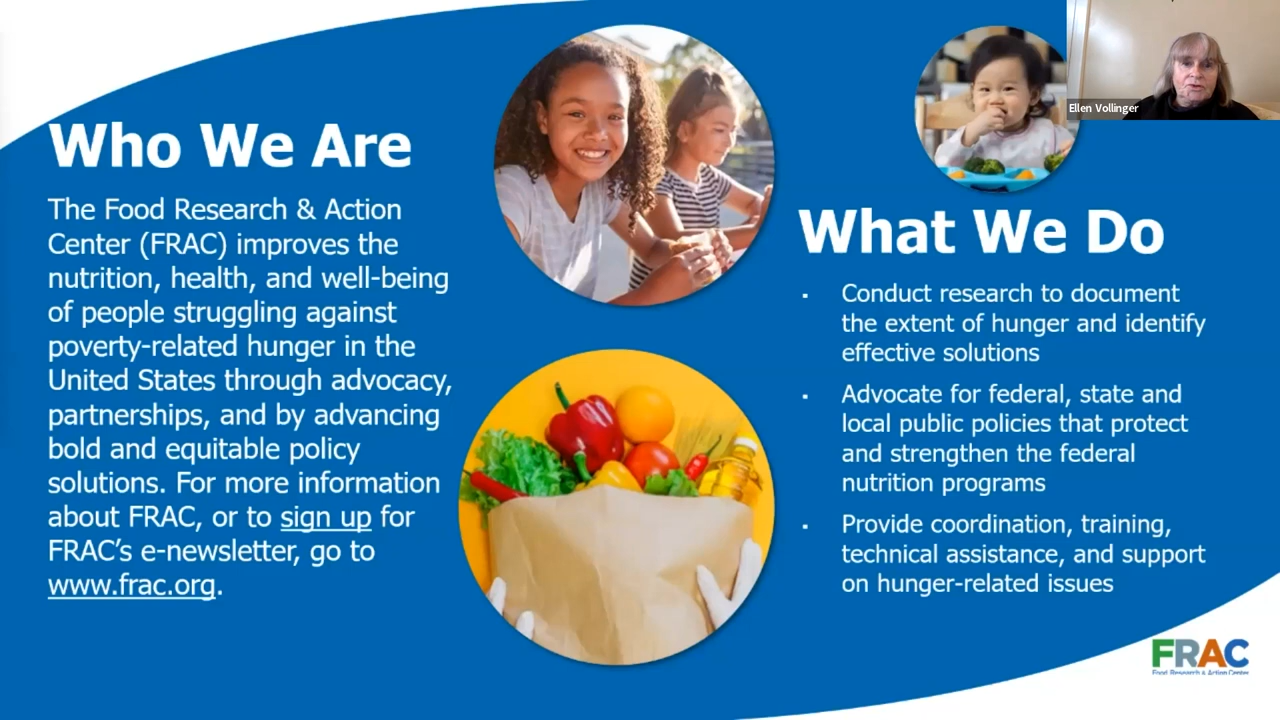 Who We Are
The Food Research & Action
Center (FRAC) improves the
nutrition, health, and well-being
of people struggling against
poverty-related hunger in the
United States through advocacy,
partnerships, and by advancing
bold and equitable policy
solutions. For more information
about FRAC, or to sign up for
FRAC’s e-newsletter, go to
www.frac.org.
Ellen Vollinger
What We Do
▪ Conduct research to document
the extent of hunger and identify
effective solutions
▪ Advocate for federal, state and
local public policies that protect
and strengthen the federal
nutrition programs
▪ Provide coordination, training,
technical assistance, and support
on hunger-related issues
FRAC
Food Research & Action Center